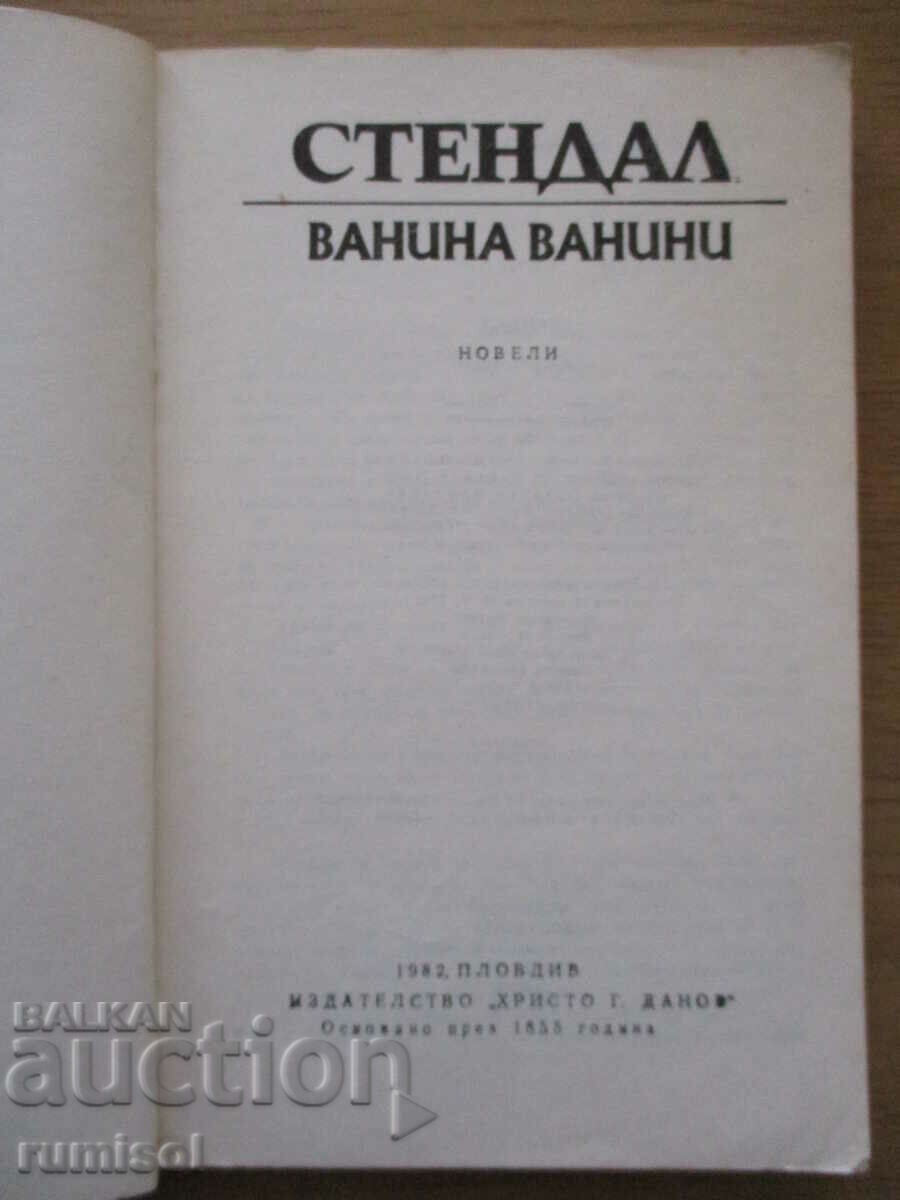 СТЕНДАЛ
ВАНИНА ВАНИНИ
НОВЕЛИ
1982, ПЛОВДИВ
ИЗДАТЕЛСТВО „ХРИСТО Г. ДАНОВ“
Основано през 1855 година
BALKAN
auction
rumisol